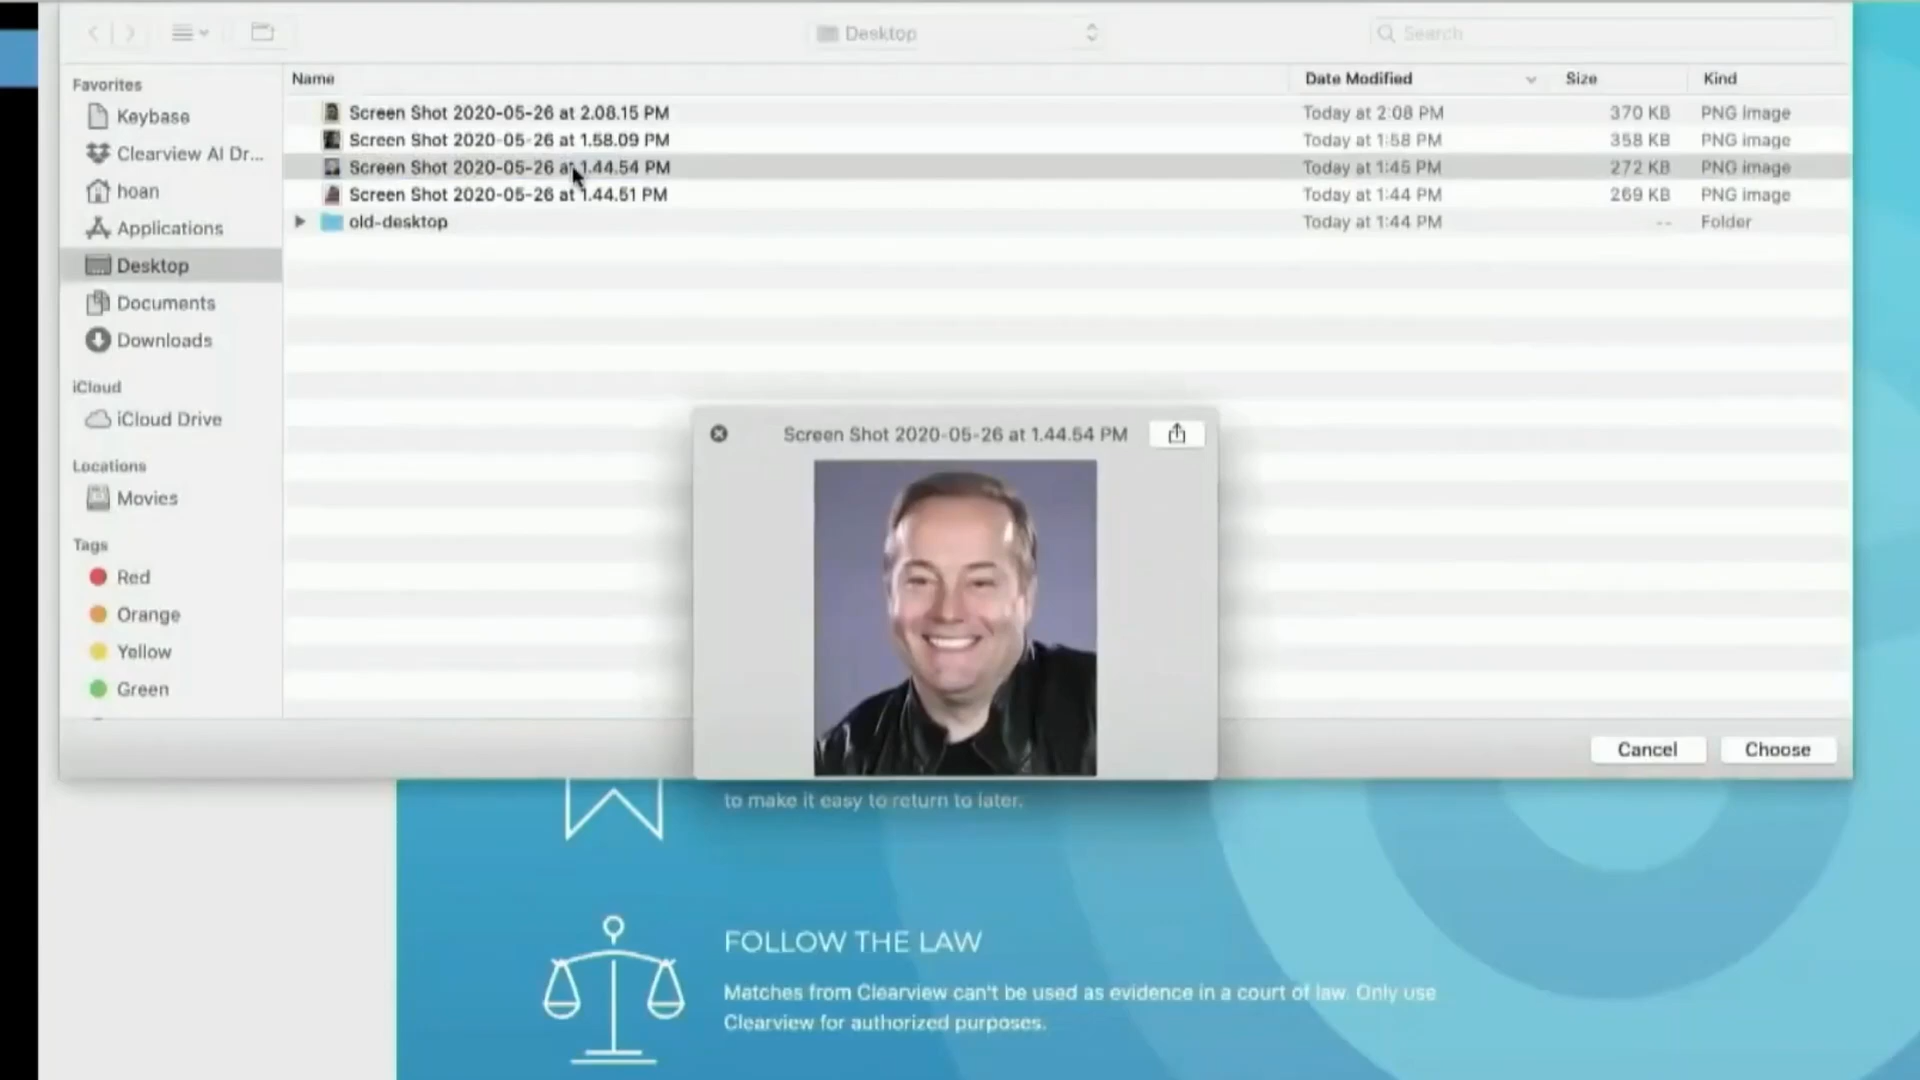 Desktop
Search
Favorites
Keybase
Clearview AI Dr...
hoan
Applications
Desktop
Documents
Downloads
iCloud
iCloud Drive
Locations
Movies
Tags
Red
Orange
Yellow
Green
Name Date Modified Size Kind
Screen Shot 2020-05-26 at 2.08.15 PM Today at 2:08 PM 370 KB PNG image
Screen Shot 2020-05-26 at 1.58.09 PM Today at 1:58 PM 358 KB PNG image
Screen Shot 2020-05-26 at 1.44.54 PM Today at 1:45 PM 272 KB PNG image
Screen Shot 2020-05-26 at 1.44.51 PM Today at 1:44 PM 269 KB PNG image
old-desktop Today at 1:44 PM -- Folder
Screen Shot 2020-05-26 at 1.44.54 PM
Cancel Choose
to make it easy to return to later.
FOLLOW THE LAW
Matches from Clearview can't be used as evidence in a court of law. Only use
Clearview for authorized purposes.